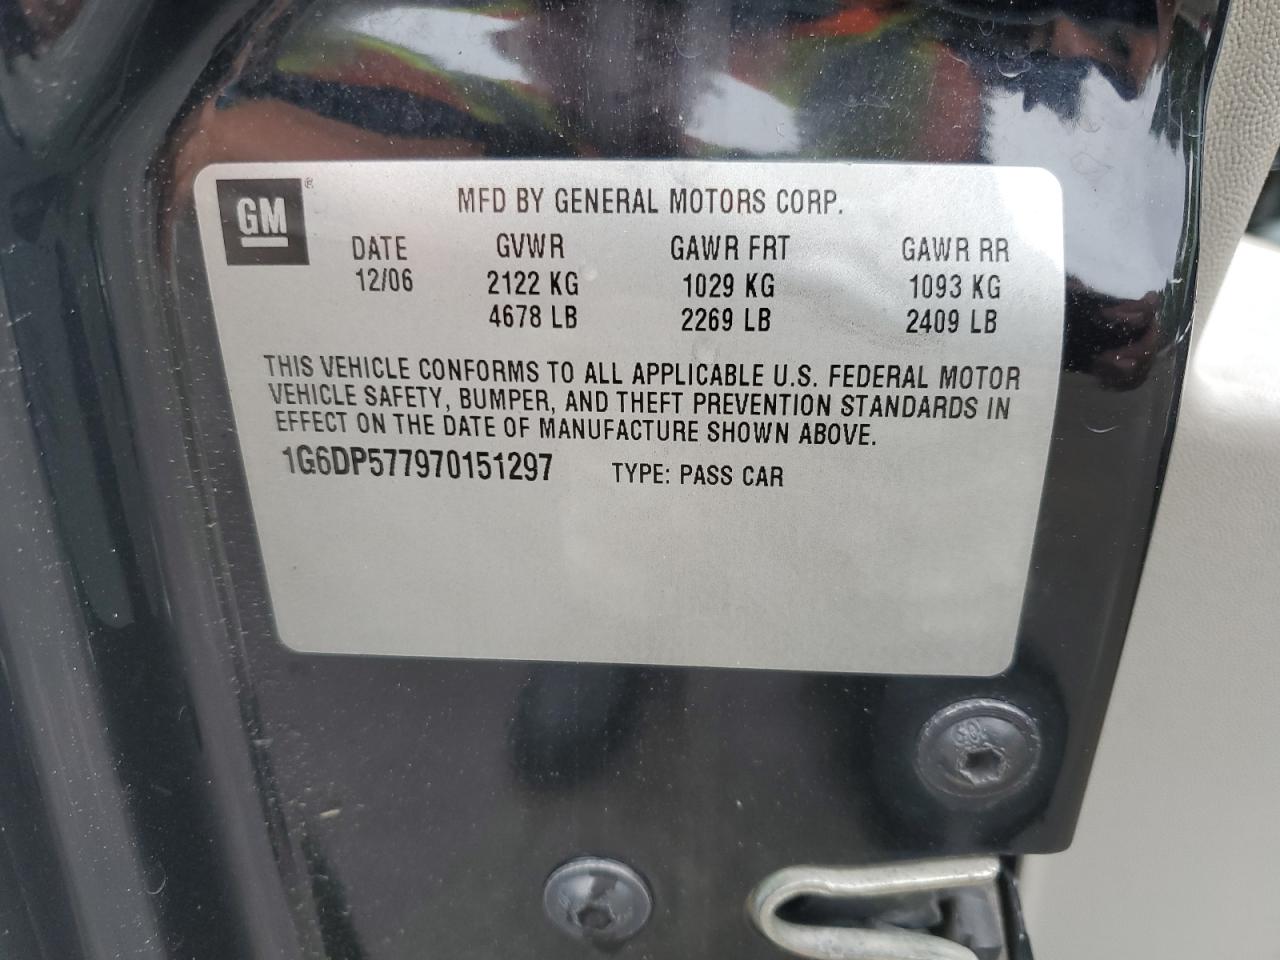 GM ®
MFD BY GENERAL MOTORS CORP.
DATE GVWR GAWR FRT GAWR RR
12/06 2122 KG 1029 KG 1093 KG
4678 LB 2269 LB 2409 LB
THIS VEHICLE CONFORMS TO ALL APPLICABLE U.S. FEDERAL MOTOR
VEHICLE SAFETY, BUMPER, AND THEFT PREVENTION STANDARDS IN
EFFECT ON THE DATE OF MANUFACTURE SHOWN ABOVE.
1G6DP577970151297 TYPE: PASS CAR